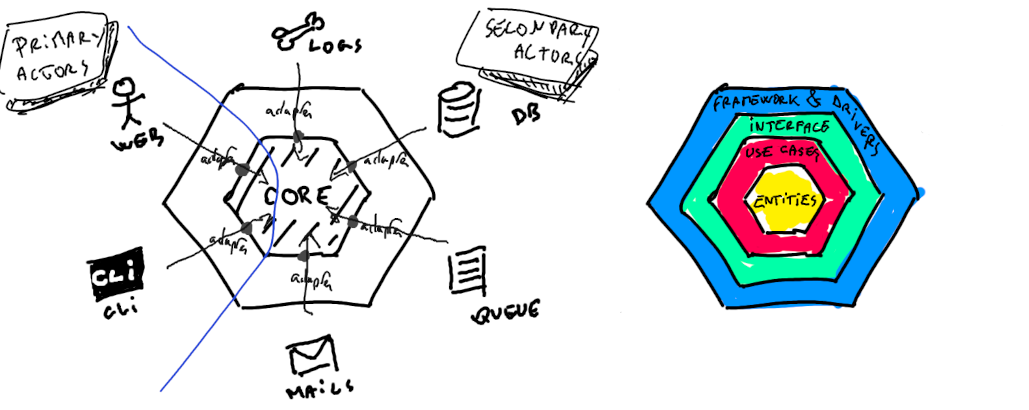 PRIMARY
ACTORS
LOGS
SECONDARY
ACTORS
WEB
DB
adapter
adapter
adapter
CORE
adapter
adapter
adapter
CLi
CLi
QUEUE
MAiLS
FRAMEWORK & DRIVERS
INTERFACE
USE CASES
ENTITIES